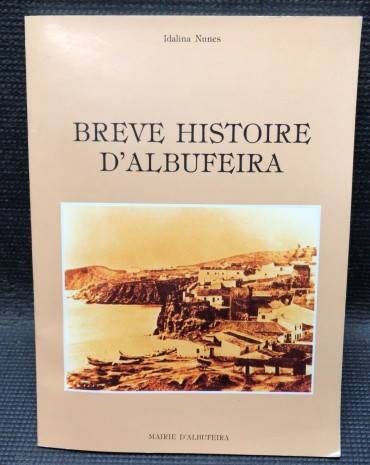 Idalina Nunes
BREVE HISTOIRE
D'ALBUFEIRA
MAIRIE D'ALBUFEIRA